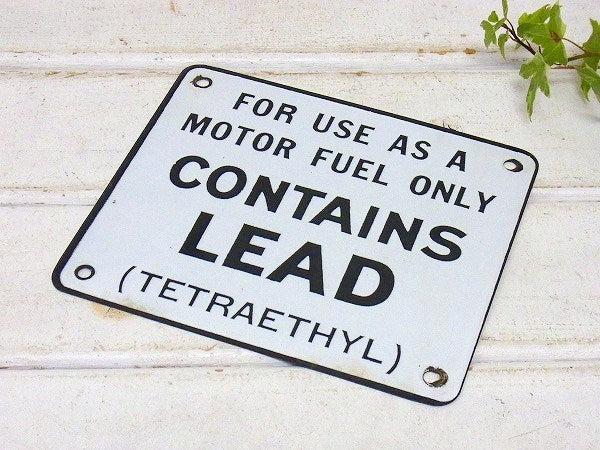 FOR USE AS A
MOTOR FUEL ONLY
CONTAINS
LEAD
(TETRAETHYL)